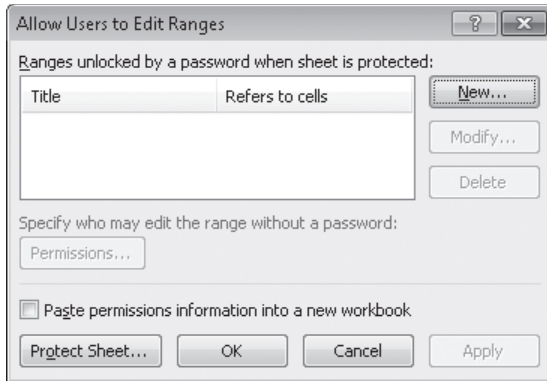 Allow Users to Edit Ranges
Ranges unlocked by a password when sheet is protected:
Title Refers to cells
New...
Modify...
Delete
Specify who may edit the range without a password:
Permissions...
Paste permissions information into a new workbook
Protect Sheet... OK Cancel Apply